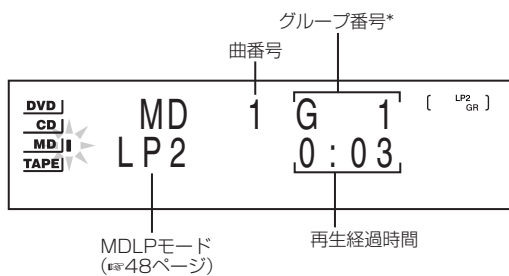 グループ番号*
曲番号
DVD
CD
MD
TAPE
MD 1 G 1
LP2 0:03
[ LP2 GR ]
MDLPモード
(☞48ページ)
再生経過時間